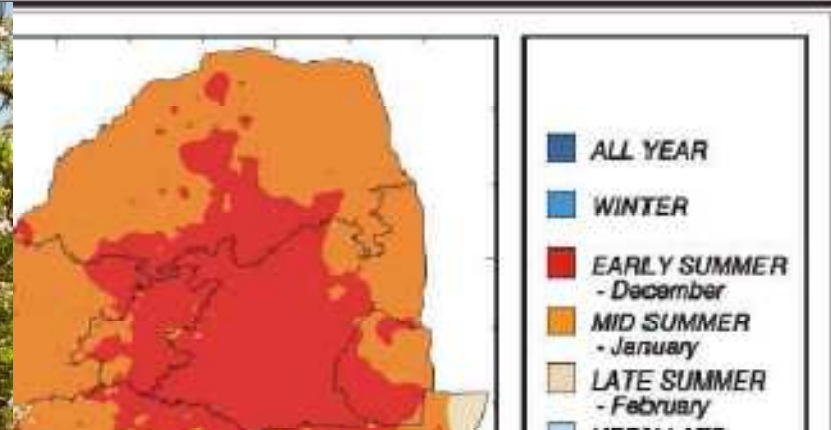 ALL YEAR
WINTER
EARLY SUMMER
- December
MID SUMMER
- January
LATE SUMMER
- February